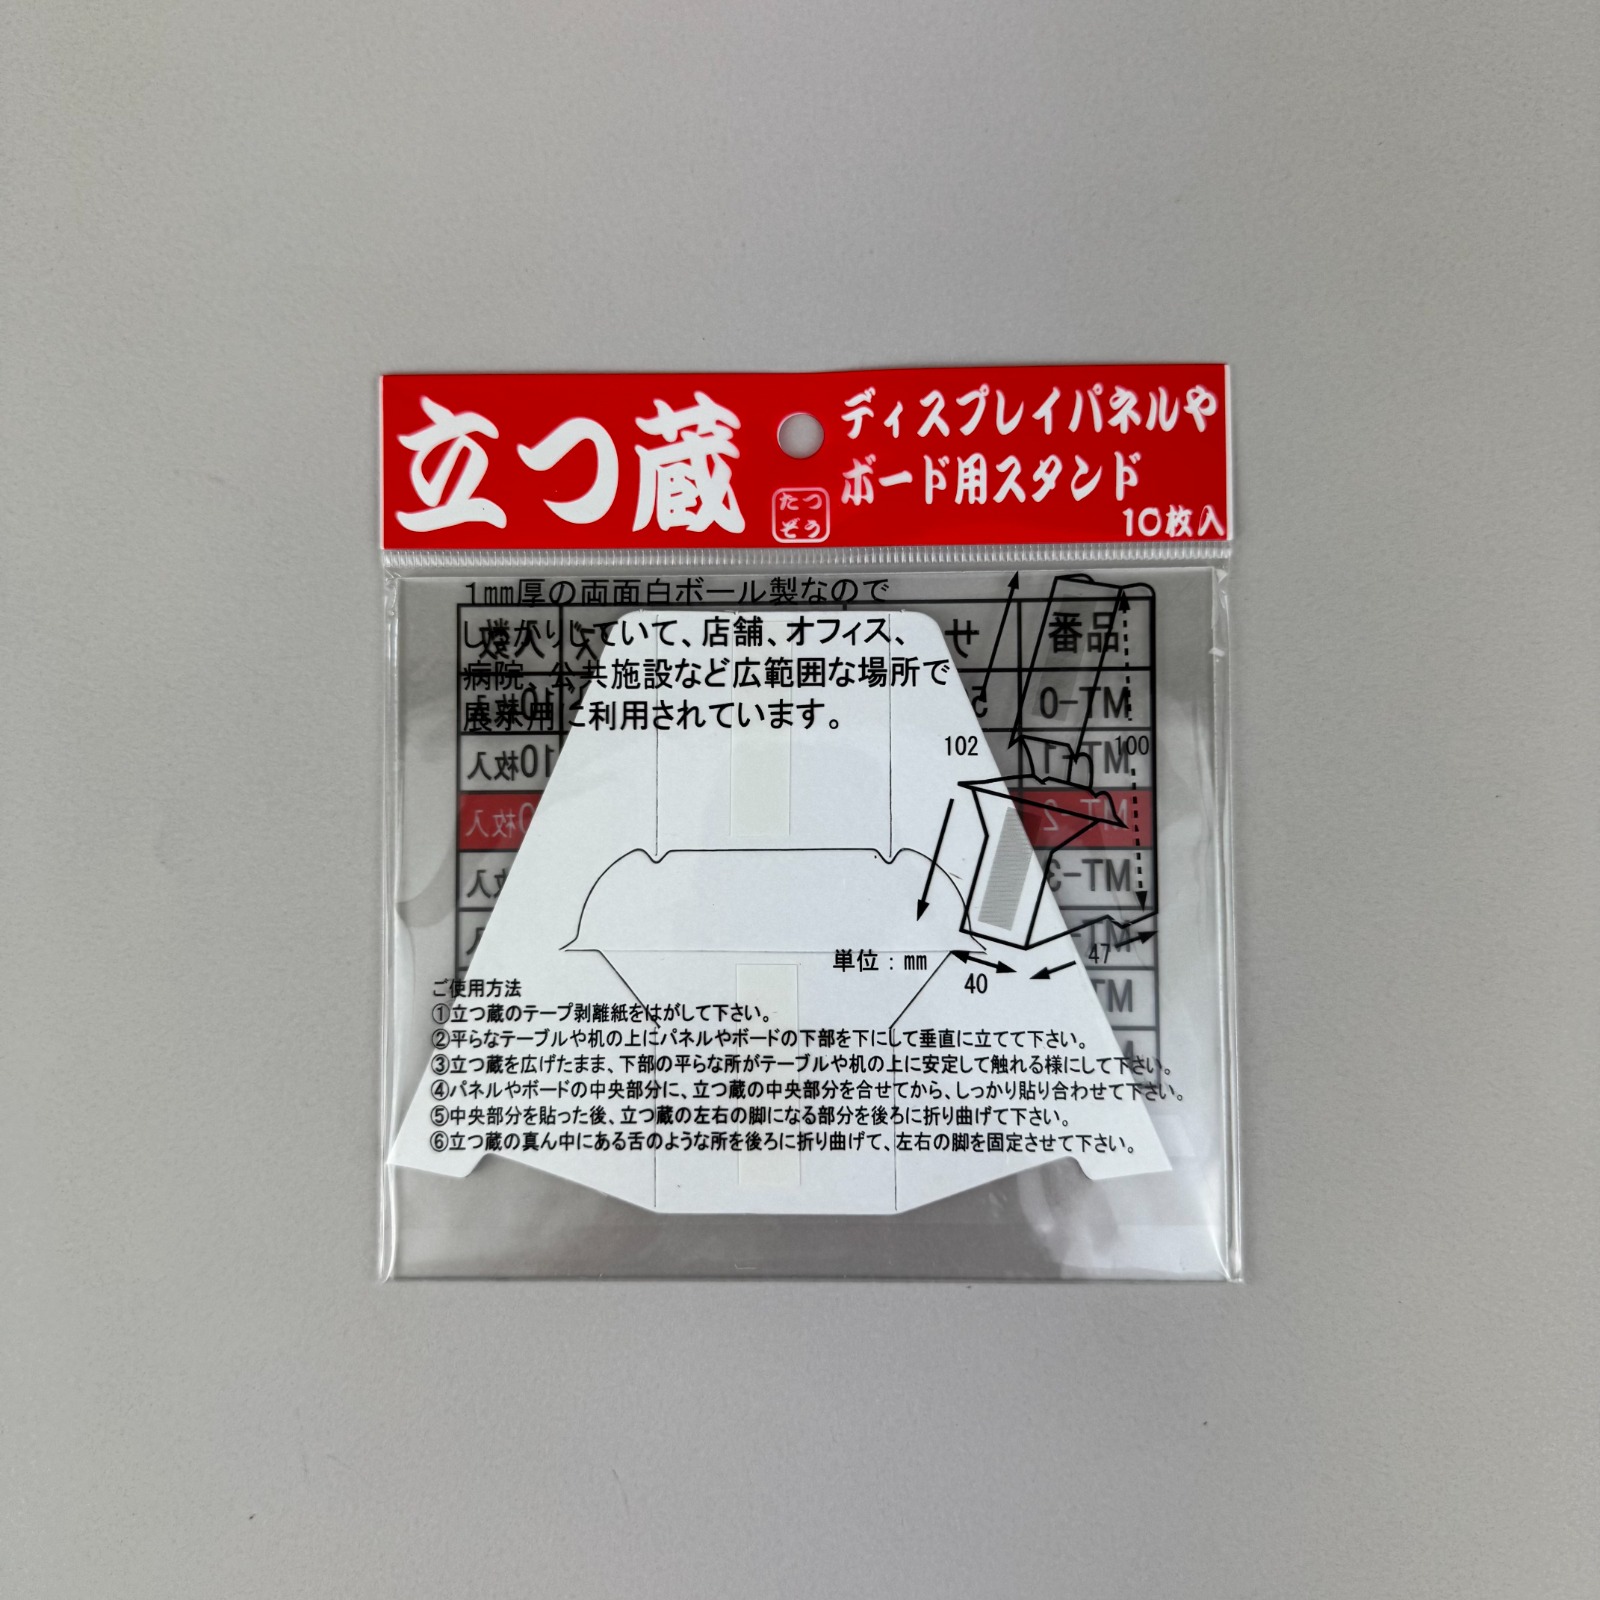 立つ蔵
たつ
ぞう
ディスプレイパネルや
ボード用スタンド
10枚入
1mm厚の両面白ボール製なので
しっかりしていて、店舗、オフィス、
病院、公共施設など広範囲な場所で
展示用に利用されています。
番品
MT-0
MT-1
MT-2
MT-3
10枚入
102
100
47
40
単位：mm
ご使用方法
①立つ蔵のテープ剥離紙をはがして下さい。
②平らなテーブルや机の上にパネルやボードの下部を下にして垂直に立てて下さい。
③立つ蔵を広げたまま、下部の平らな所がテーブルや机の上に安定して触れる様にして下さい。
④パネルやボードの中央部分に、立つ蔵の中央部分を合せてから、しっかり貼り合わせて下さい。
⑤中央部分を貼った後、立つ蔵の左右の脚になる部分を後ろに折り曲げて下さい。
⑥立つ蔵の真ん中にある舌のような所を後ろに折り曲げて、左右の脚を固定させて下さい。